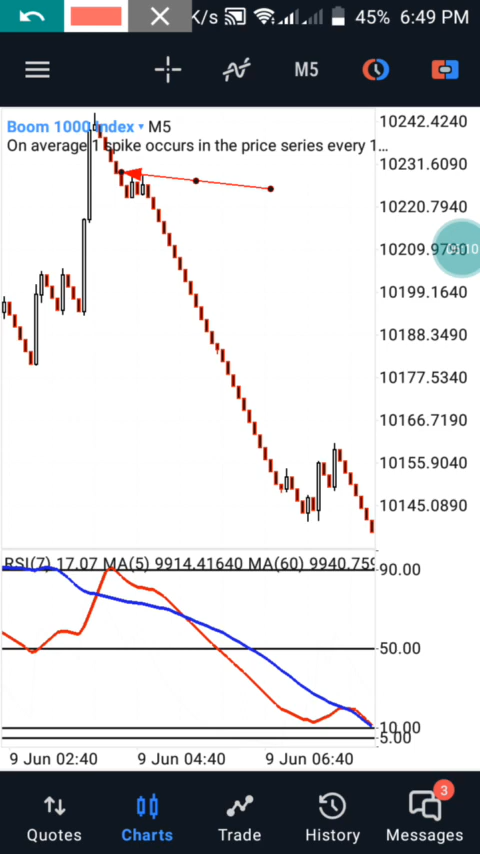 K/s 45% 6:49 PM
M5
Boom 1000 Index M5
On average 1 spike occurs in the price series every 1...
10242.4240
10231.6090
10220.7940
10199.1640
10188.3490
10177.5340
10166.7190
10155.9040
10145.0890
RSI(7) 17.07 MA(5) 9914.41640 MA(60) 9940.759
90.00
50.00
10.00
5.00
9 Jun 02:40 9 Jun 04:40 9 Jun 06:40
3
Quotes Charts Trade History Messages